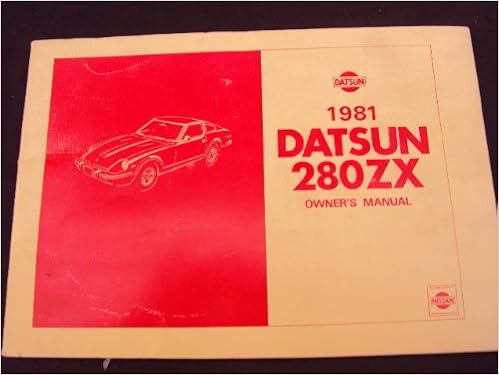 DATSUN
1981
DATSUN
280ZX
OWNER'S MANUAL
NISSAN